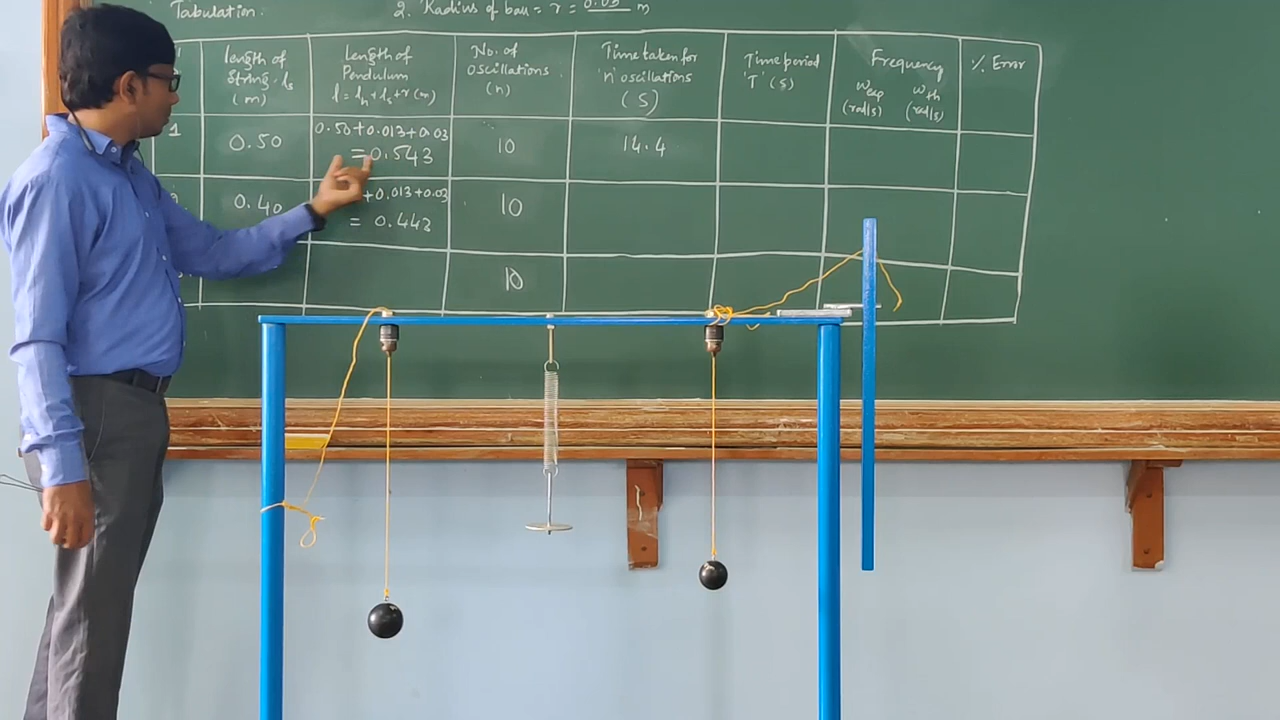 Tabulation:
2. Radius of ball = r = 0.03 m
length of String. ls (m)
Length of Pendulum l = lh + ls + r (m)
No. of oscillations (n)
Time taken for 'n' oscillations (S)
Time period 'T' (S)
Frequency
ωexp (rad/s)
ωth (rad/s)
% Error
1
0.50
0.50+0.013+0.03
= 0.543
10
14.4
0.40
+0.013+0.03
= 0.443
10
10